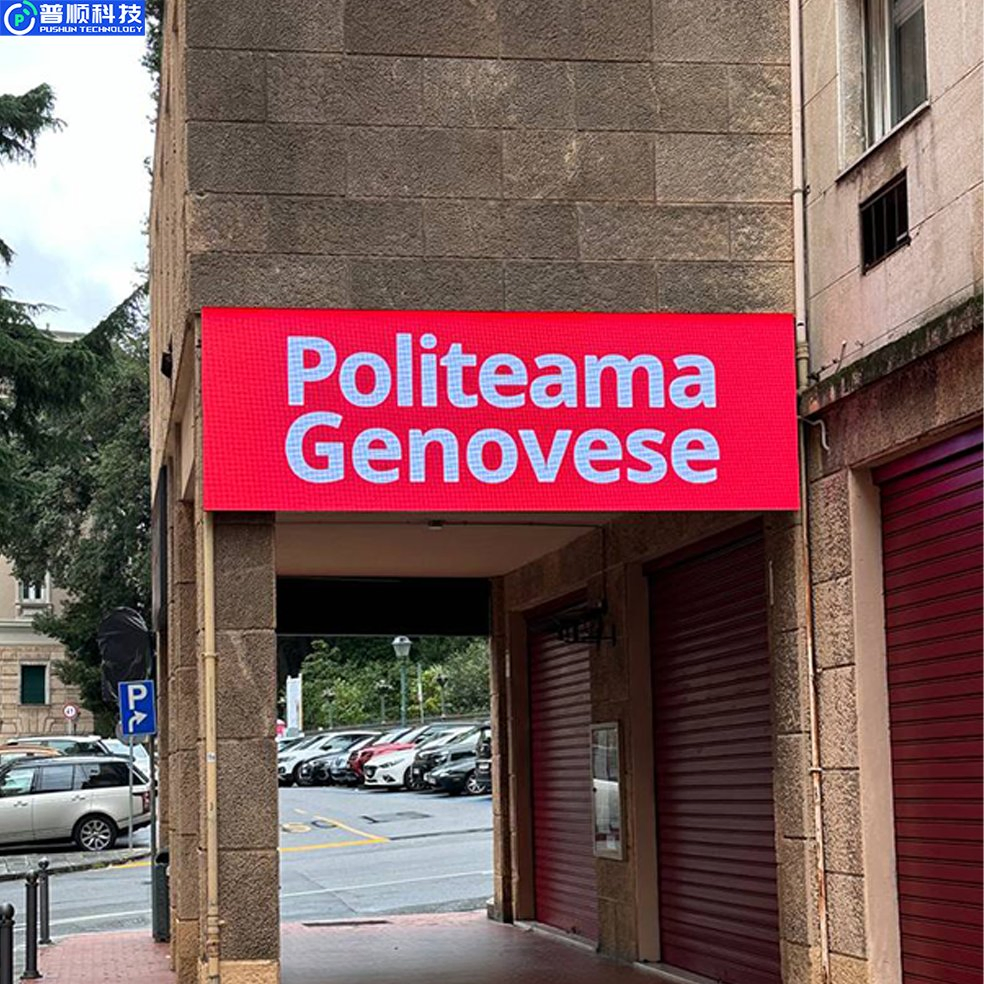 普顺科技
PUSHUN TECHNOLOGY
Politeama
Genovese
P